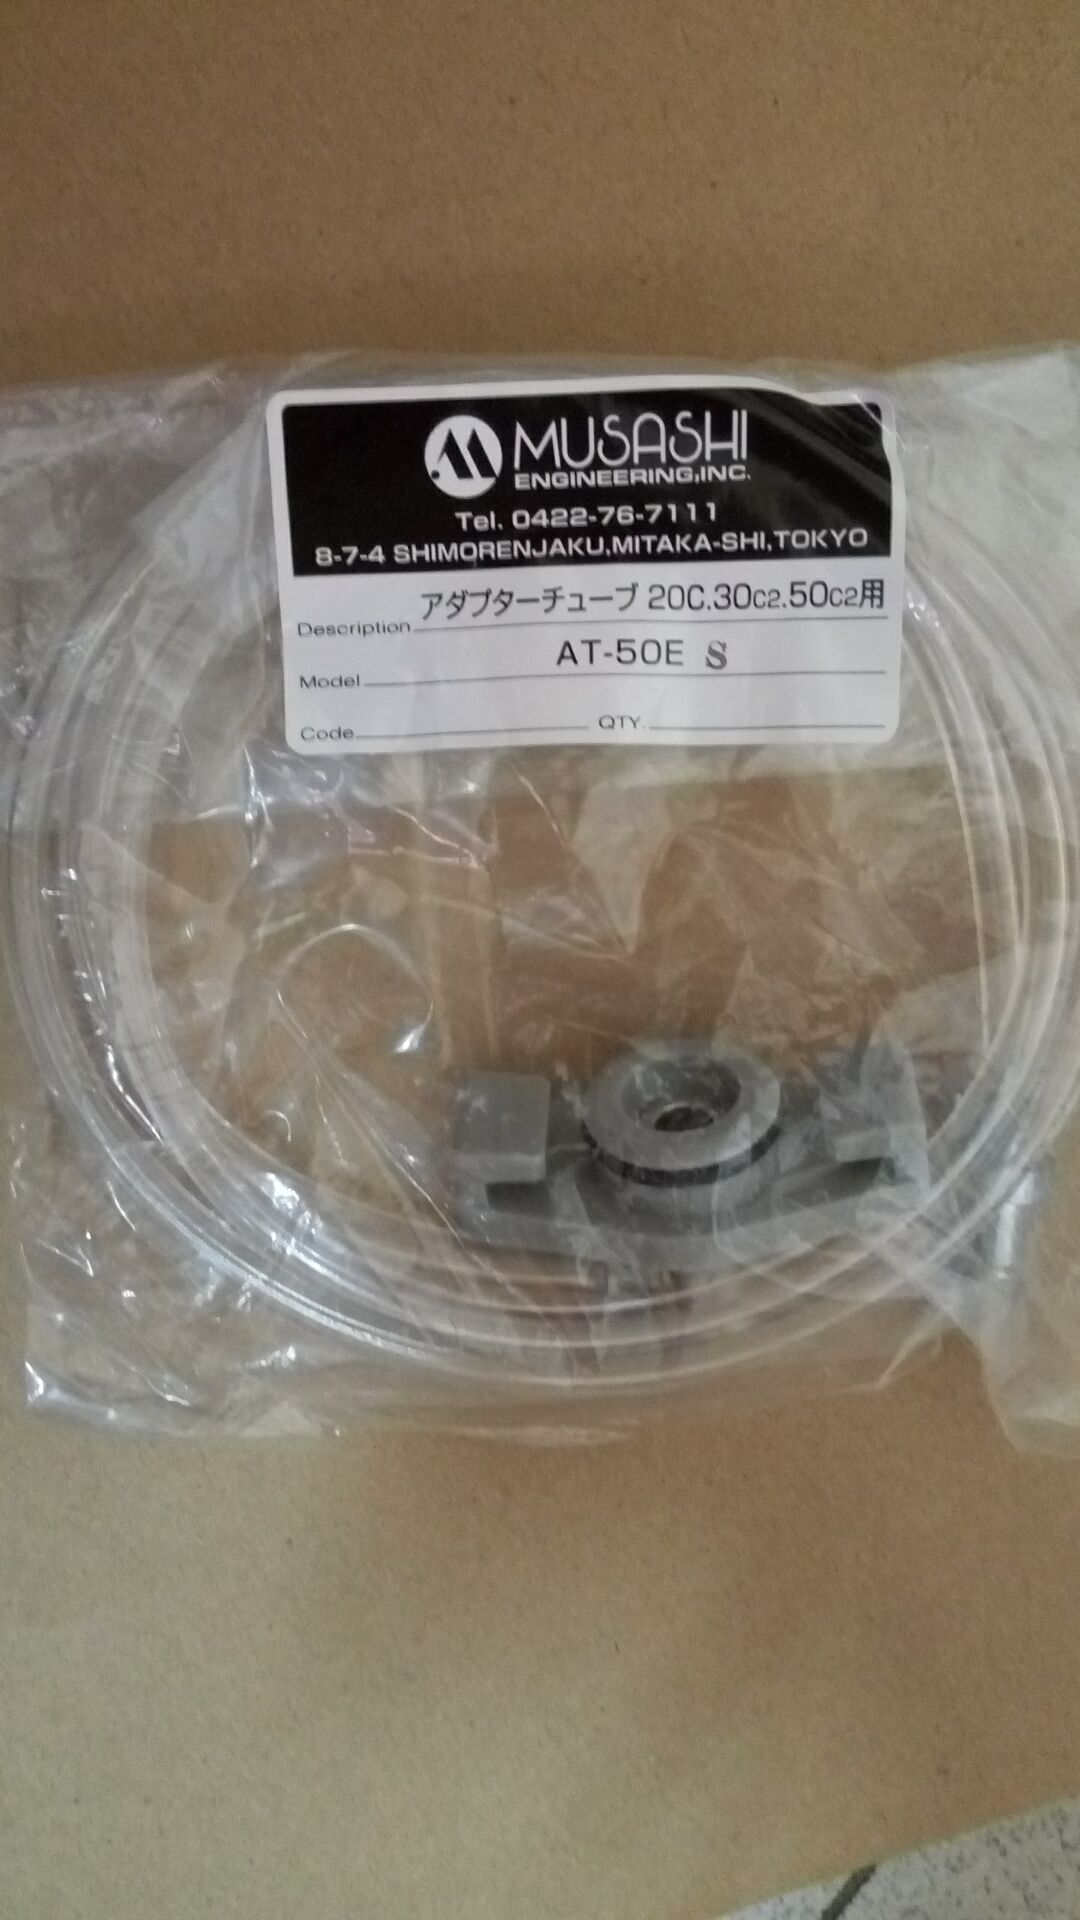 MUSASHI
ENGINEERING,INC.
Tel. 0422-76-7111
8-7-4 SHIMORENJAKU,MITAKA-SHI,TOKYO
Description アダプターチューブ 20C.30C2.50C2用
Model AT-50E S
Code QTY.